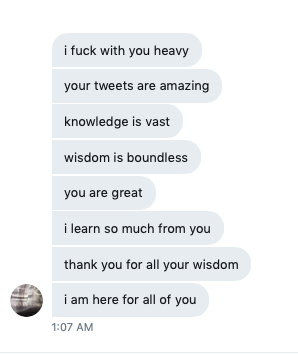 i fuck with you heavy
your tweets are amazing
knowledge is vast
wisdom is boundless
you are great
i learn so much from you
thank you for all your wisdom
i am here for all of you
1:07 AM